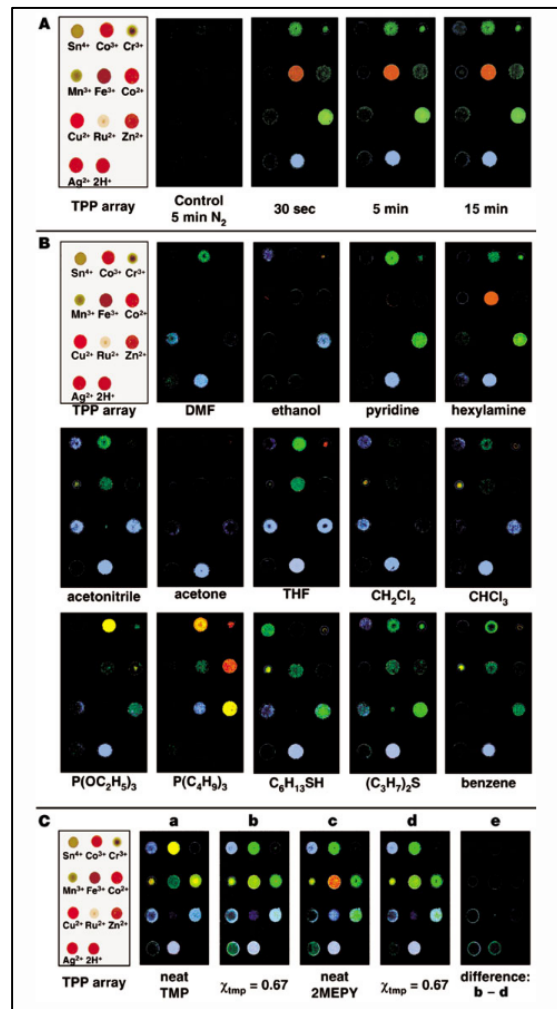 A
Sn4+ Co3+ Cr3+
Mn3+ Fe3+ Co2+
Cu2+ Ru2+ Zn2+
Ag2+ 2H+
TPP array
Control
5 min N2
30 sec
5 min
15 min
B
Sn4+ Co3+ Cr3+
Mn3+ Fe3+ Co2+
Cu2+ Ru2+ Zn2+
Ag2+ 2H+
TPP array
DMF
ethanol
pyridine
hexylamine
acetonitrile
acetone
THF
CH2Cl2
CHCl3
P(OC2H5)3
P(C4H9)3
C6H13SH
(C3H7)2S
benzene
C
a
b
c
d
e
Sn4+ Co3+ Cr3+
Mn3+ Fe3+ Co2+
Cu2+ Ru2+ Zn2+
Ag2+ 2H+
TPP array
neat
TMP
χtmp = 0.67
neat
2MEPY
χtmp = 0.67
difference:
b – d